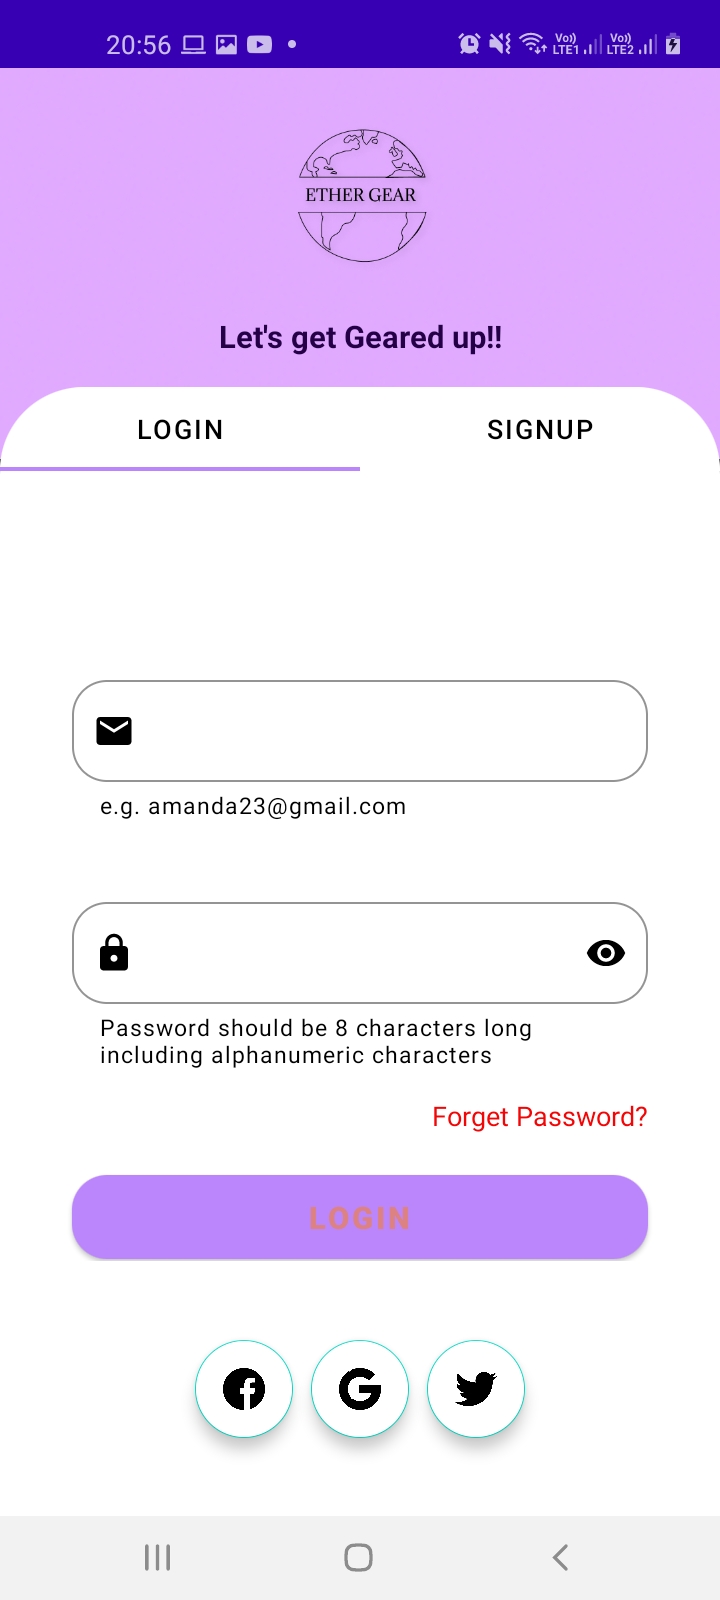 20:56
Vo)) LTE1 Vo)) LTE2
ETHER GEAR
Let's get Geared up!!
LOGIN SIGNUP
e.g. amanda23@gmail.com
Password should be 8 characters long
including alphanumeric characters
Forget Password?
LOGIN